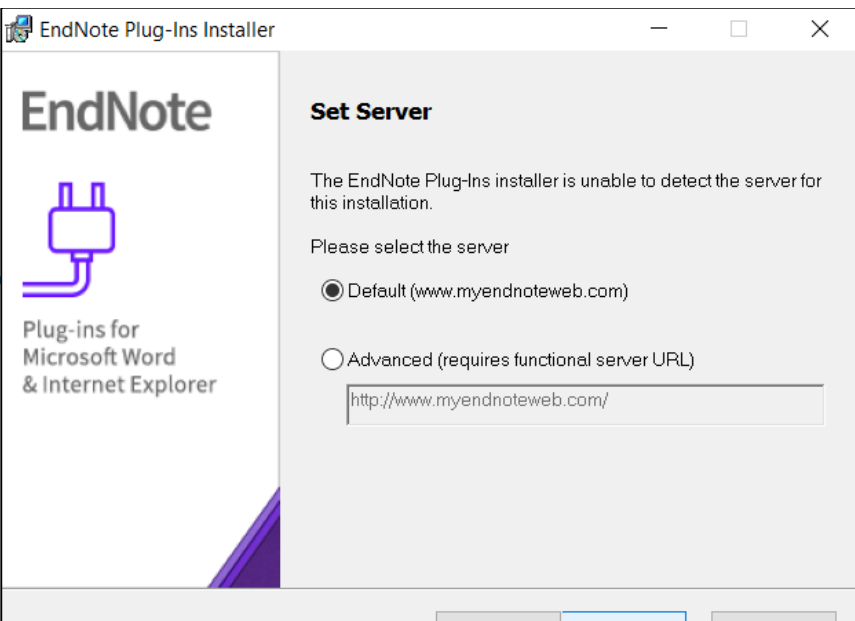 EndNote Plug-Ins Installer
EndNote
Plug-ins for
Microsoft Word
& Internet Explorer
Set Server
The EndNote Plug-Ins installer is unable to detect the server for
this installation.
Please select the server
Default (www.myendnoteweb.com)
Advanced (requires functional server URL)
http://www.myendnoteweb.com/